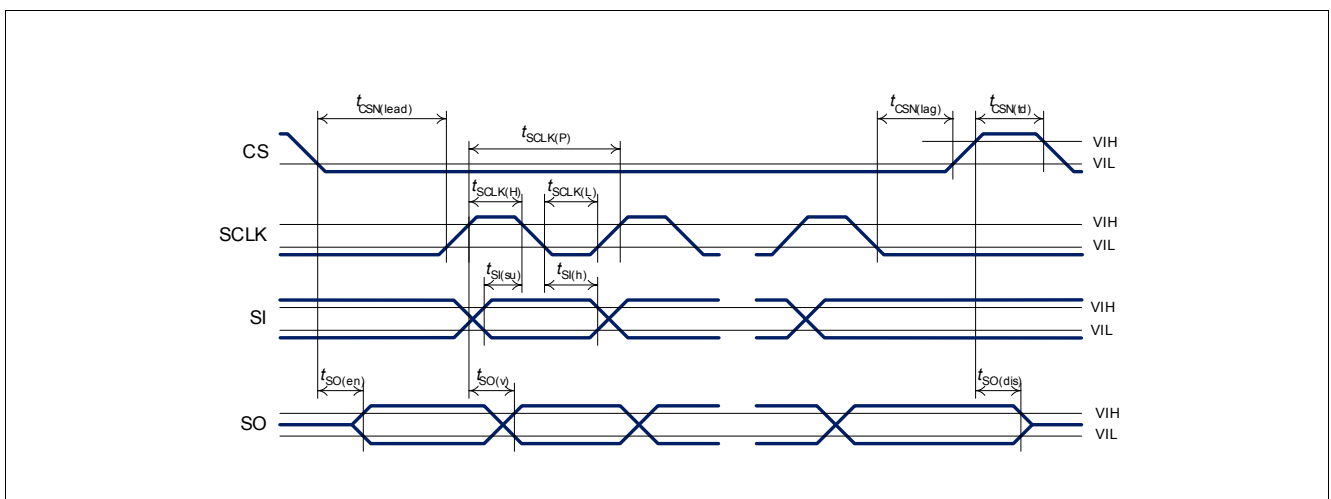 tCSN(lead)
tCSN(lag)
tCSN(td)
CS
tSCLK(P)
VIH
VIL
tSCLK(H)
tSCLK(L)
SCLK
VIH
VIL
tSI(su)
tSI(h)
SI
VIH
VIL
tSO(en)
tSO(v)
tSO(dis)
SO
VIH
VIL